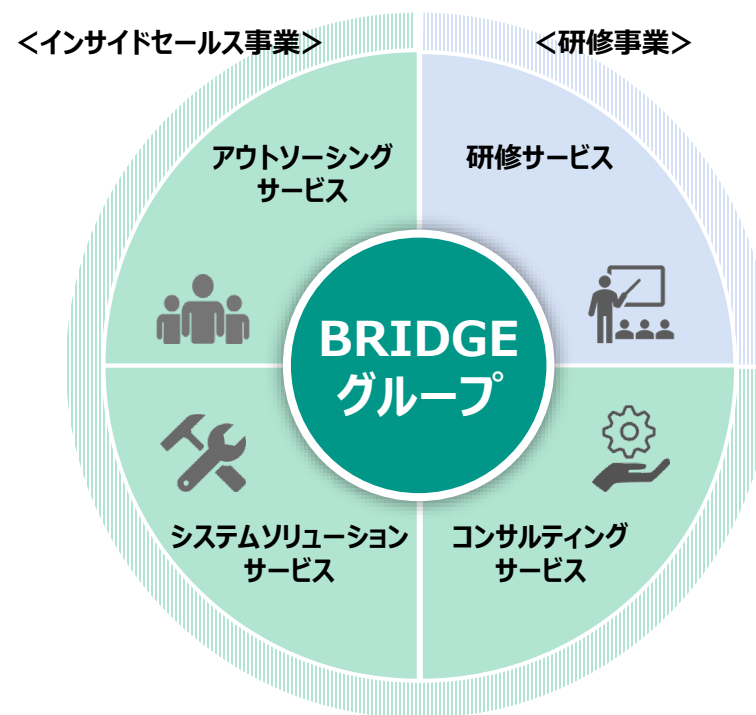 ＜インサイドセールス事業＞
＜研修事業＞
アウトソーシング
サービス
研修サービス
BRIDGE
グループ
システムソリューション
サービス
コンサルティング
サービス